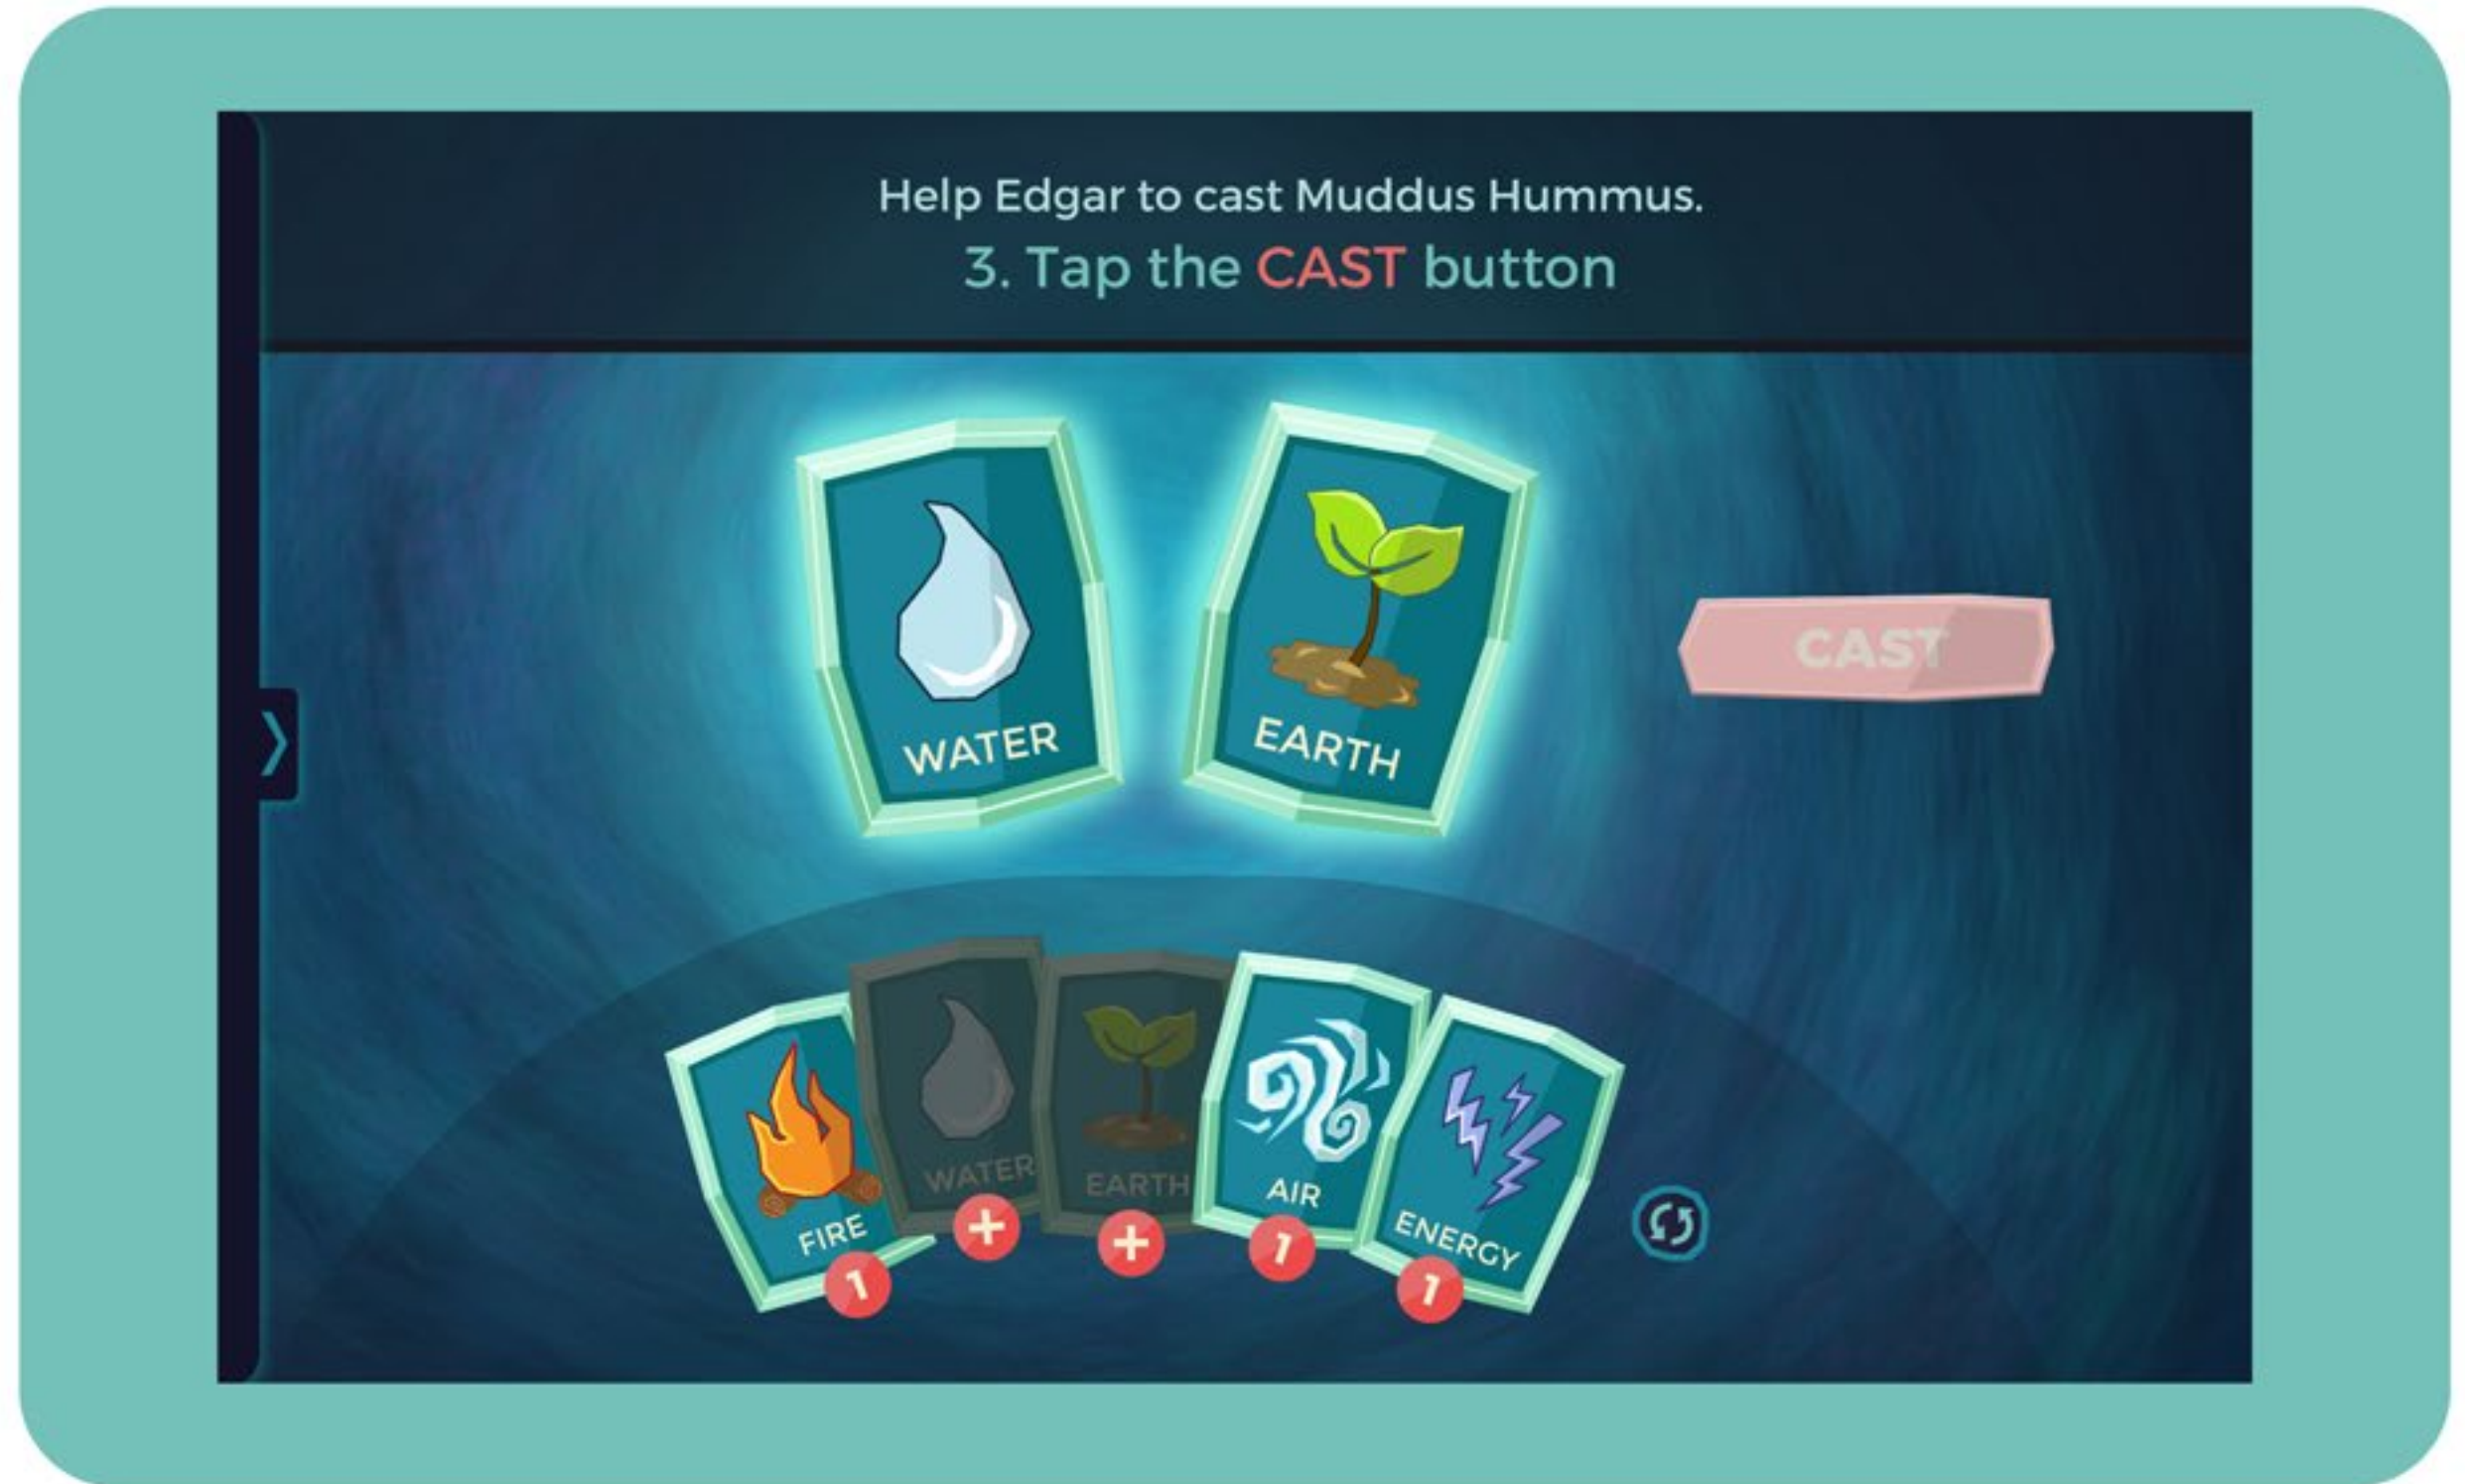 Help Edgar to cast Muddus Hummus.
3. Tap the CAST button
WATER
EARTH
CAST
FIRE
WATER
EARTH
AIR
ENERGY
1
+
+
1
1